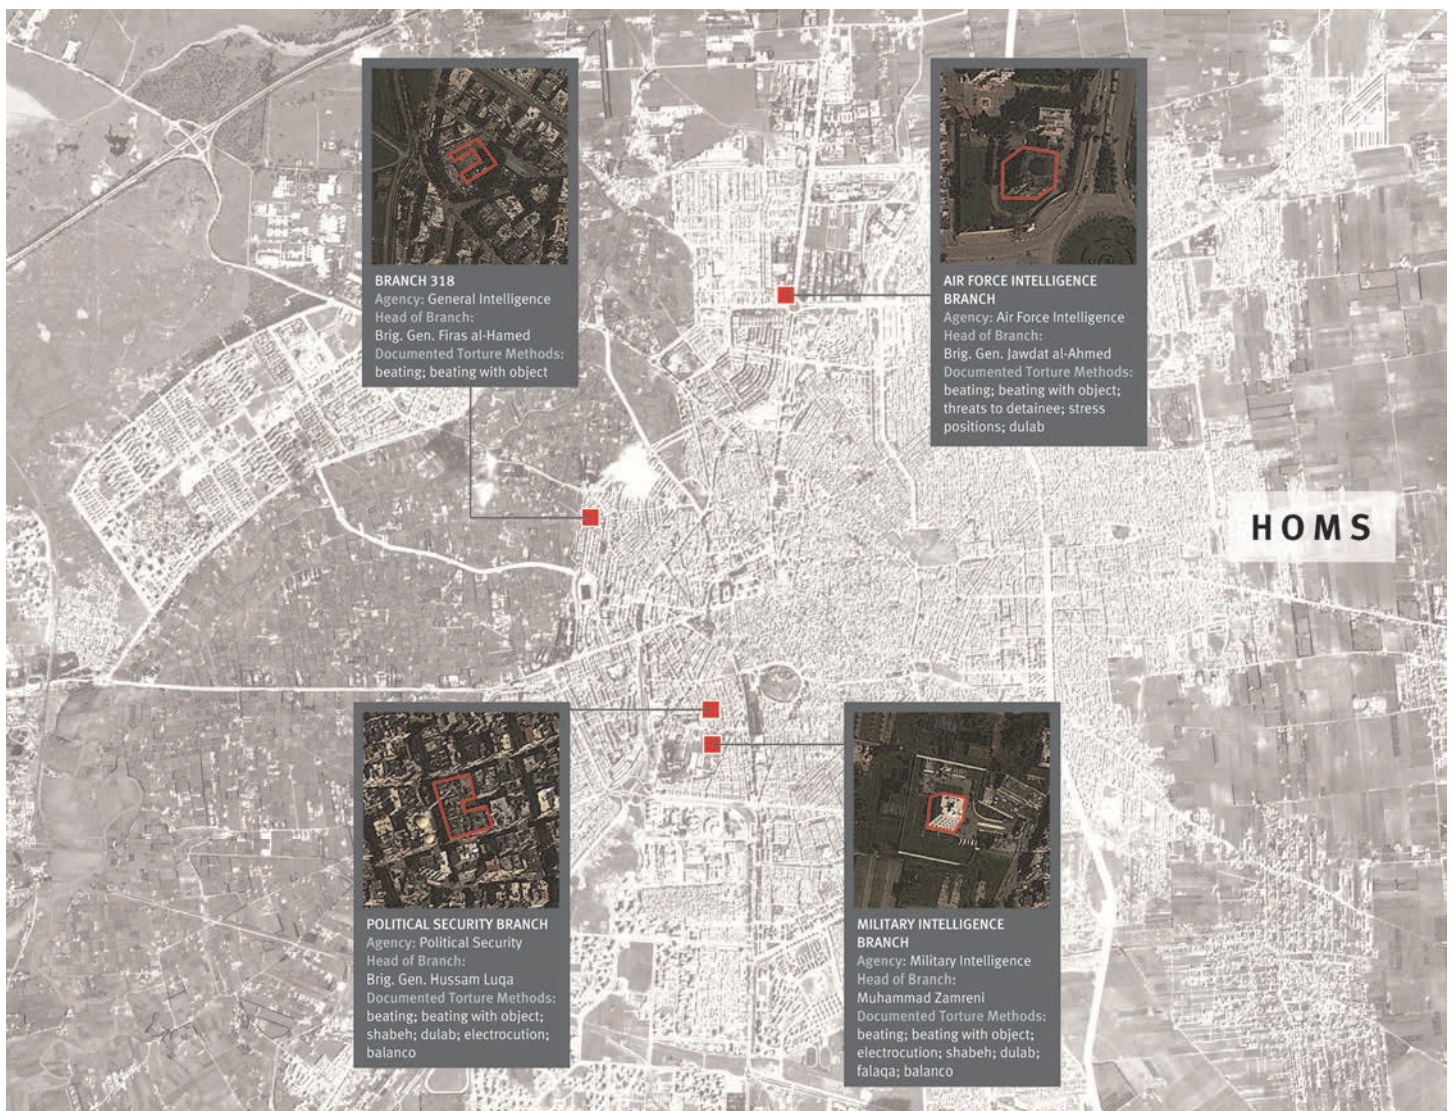 BRANCH 318
Agency: General Intelligence
Head of Branch:
Brig. Gen. Firas al-Hamed
Documented Torture Methods:
beating; beating with object
AIR FORCE INTELLIGENCE
BRANCH
Agency: Air Force Intelligence
Head of Branch:
Brig. Gen. Jawdat al-Ahmed
Documented Torture Methods:
beating; beating with object;
threats to detainee; stress
positions; dulab
HOMS
POLITICAL SECURITY BRANCH
Agency: Political Security
Head of Branch:
Brig. Gen. Hussam Luqa
Documented Torture Methods:
beating; beating with object;
shabeh; dulab; electrocution;
balanco
MILITARY INTELLIGENCE
BRANCH
Agency: Military Intelligence
Head of Branch:
Muhammad Zamreni
Documented Torture Methods:
beating; beating with object;
electrocution; shabeh; dulab;
falaqa; balanco